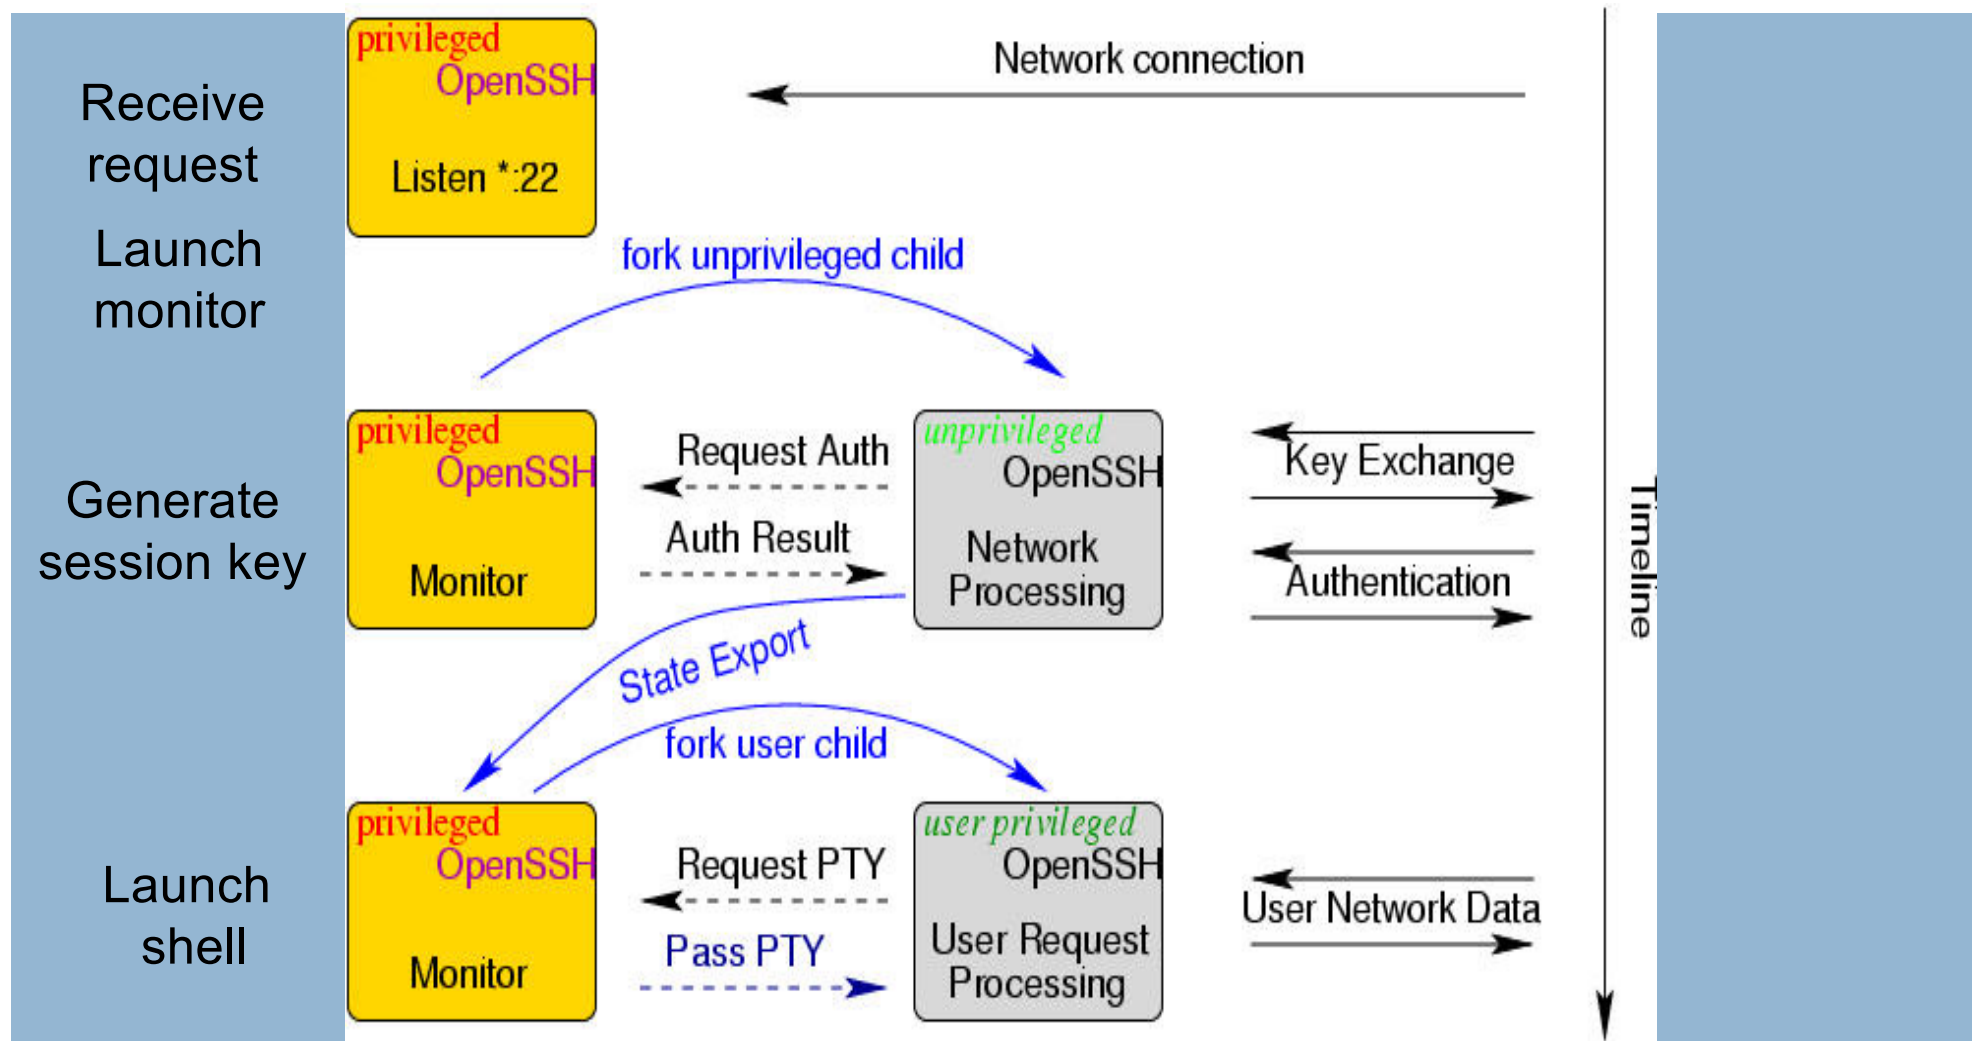 Receive
request
Launch
monitor
Generate
session key
Launch
shell
privileged
OpenSSH
Listen *:22
Network connection
fork unprivileged child
privileged
OpenSSH
Monitor
Request Auth
Auth Result
unprivileged
OpenSSH
Network
Processing
Key Exchange
Authentication
State Export
fork user child
privileged
OpenSSH
Monitor
Request PTY
Pass PTY
user privileged
OpenSSH
User Request
Processing
User Network Data
Timeline